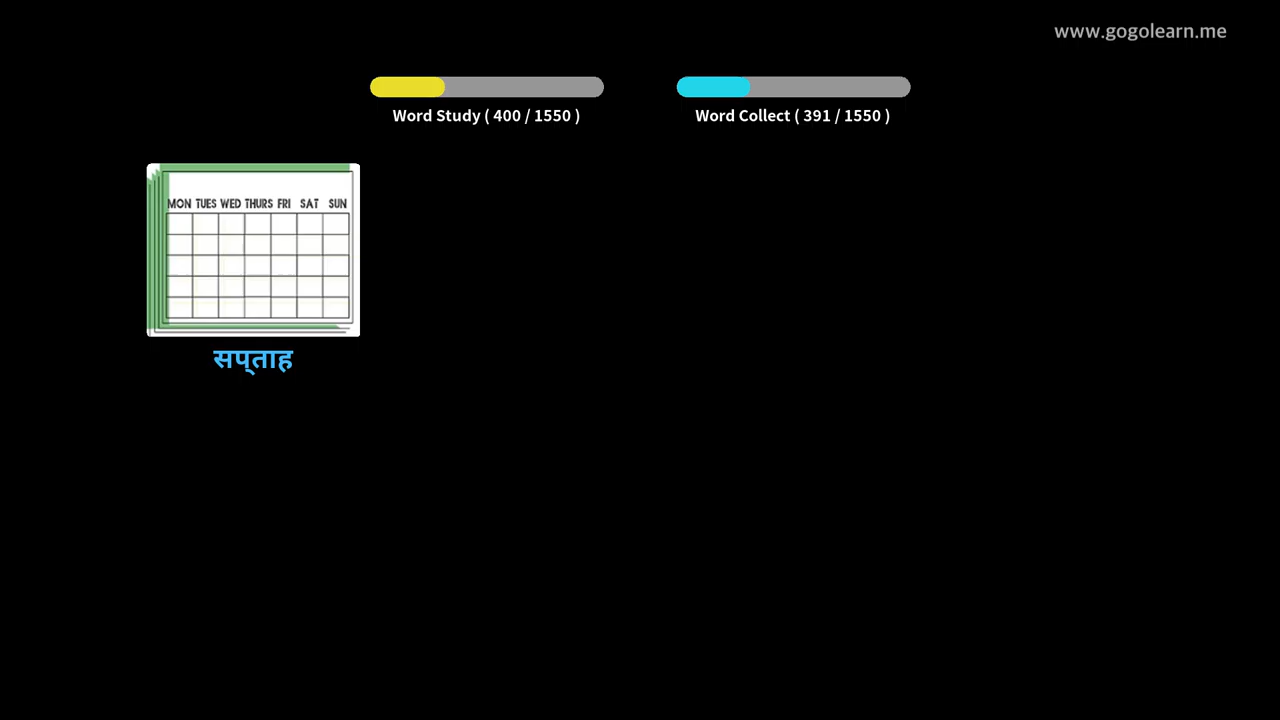 www.gogolearn.me
Word Study ( 400 / 1550 ) Word Collect ( 391 / 1550 )
MON TUES WED THURS FRI SAT SUN
सप्ताह